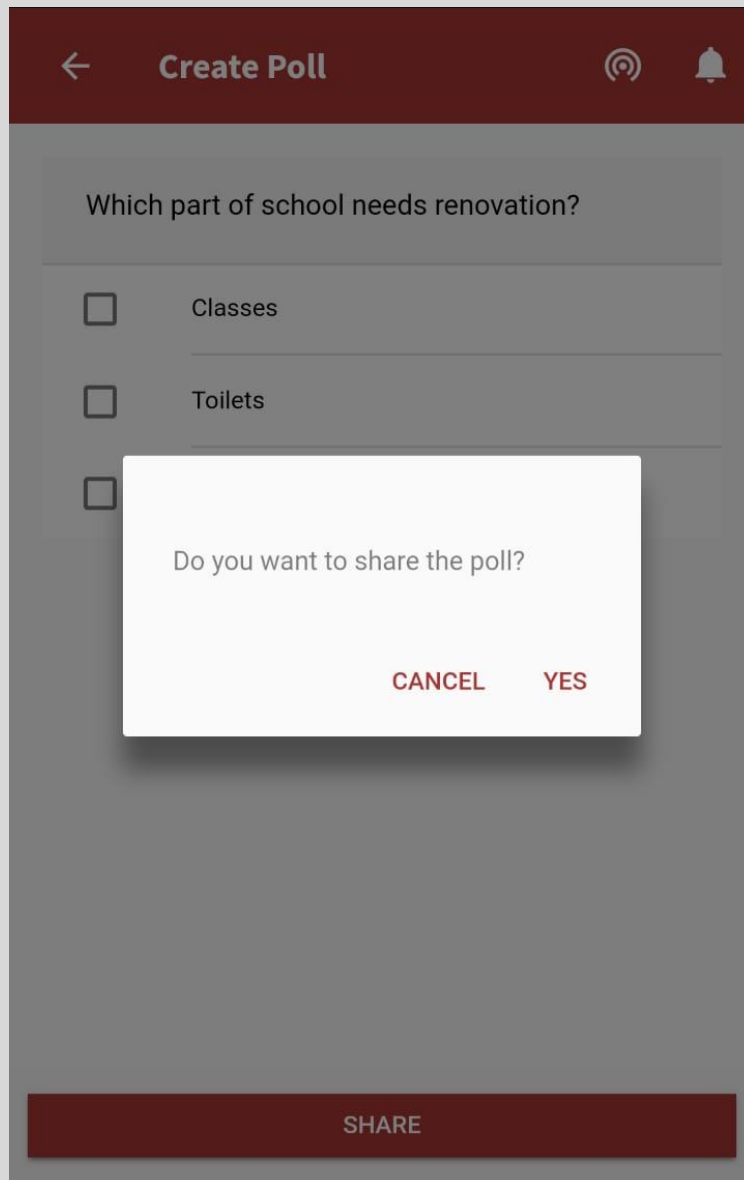 Create Poll
Which part of school needs renovation?
Classes
Toilets
Do you want to share the poll?
CANCEL YES
SHARE